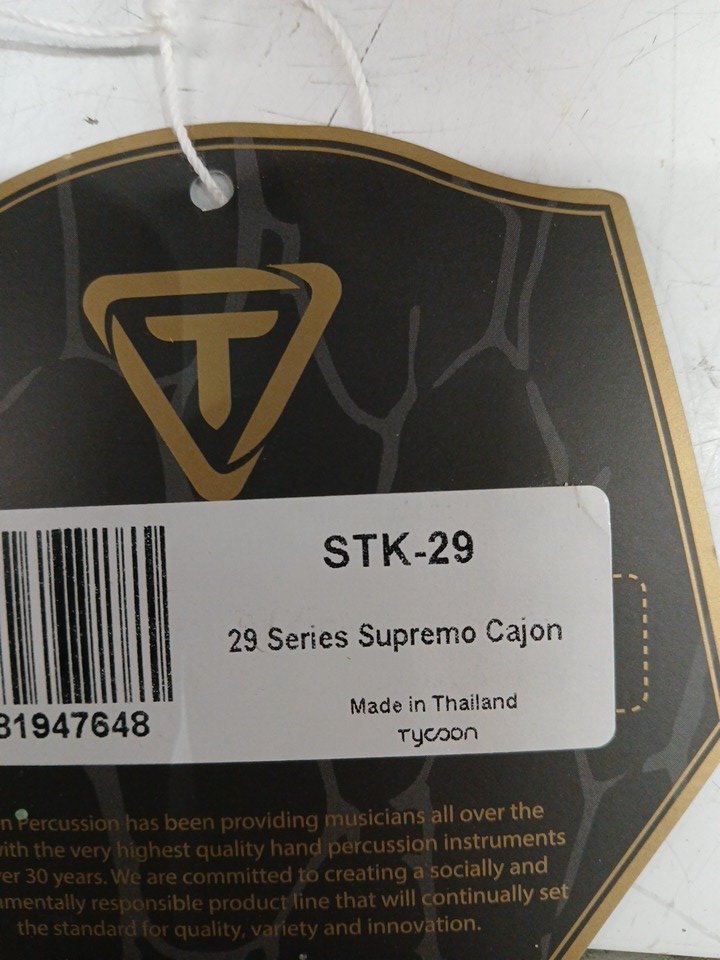 T
STK-29
29 Series Supremo Cajon
Made in Thailand
Tycoon
81947648
Percussion has been providing musicians all over the
with the very highest quality hand percussion instruments
30 years. We are committed to creating a socially and
responsible product line that will continually set
the standard for quality, variety and innovation.